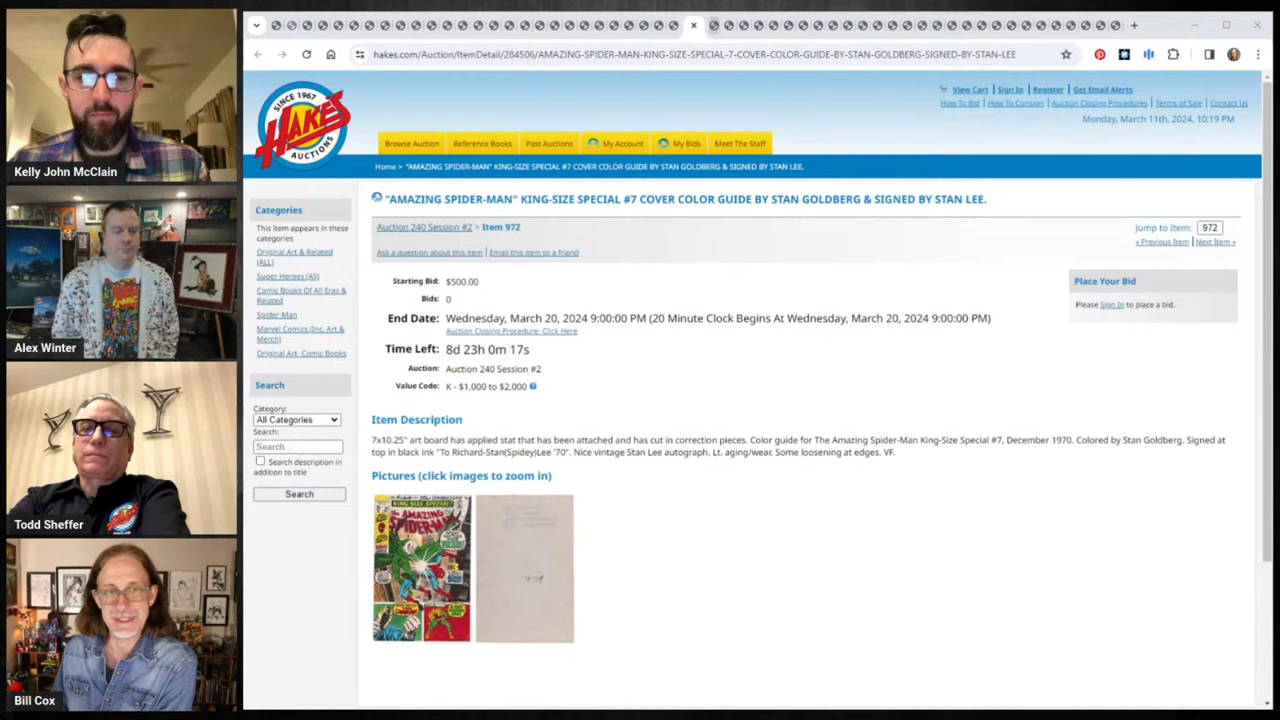 Kelly John McClain
Alex Winter
Todd Sheffer
Bill Cox
hakes.com/Auction/ItemDetail/284506/AMAZING-SPIDER-MAN-KING-SIZE-SPECIAL-7-COVER-COLOR-GUIDE-BY-STAN-GOLDBERG-SIGNED-BY-STAN-LEE
SINCE 1967
HAKE'S
AUCTIONS
View Cart | Sign In | Register | Get Email Alerts
How To Bid | How To Consign | Auction Closing Procedures | Terms of Sale | Contact Us
Monday, March 11th, 2024, 10:19 PM
Browse Auction Reference Books Past Auctions My Account My Bids Meet The Staff
Home > "AMAZING SPIDER-MAN" KING-SIZE SPECIAL #7 COVER COLOR GUIDE BY STAN GOLDBERG & SIGNED BY STAN LEE.
Categories
This item appears in these
categories
Original Art & Related
(ALL)
Super Heroes (All)
Comic Books Of All Eras &
Related
Spider-Man
Marvel Comics (Inc. Art &
Merch)
Original Art- Comic Books
Search
Category:
All Categories
Search:
Search...
Search description in
addition to title
Search
"AMAZING SPIDER-MAN" KING-SIZE SPECIAL #7 COVER COLOR GUIDE BY STAN GOLDBERG & SIGNED BY STAN LEE.
Auction 240 Session #2 > Item 972
Jump to Item: 972
« Previous Item | Next Item »
Ask a question about this item | Email this item to a friend
Starting Bid: $500.00
Bids: 0
End Date: Wednesday, March 20, 2024 9:00:00 PM (20 Minute Clock Begins At Wednesday, March 20, 2024 9:00:00 PM)
Auction Closing Procedure- Click Here
Time Left: 8d 23h 0m 17s
Auction: Auction 240 Session #2
Value Code: K - $1,000 to $2,000
Place Your Bid
Please Sign In to place a bid.
Item Description
7x10.25" art board has applied stat that has been attached and has cut in correction pieces. Color guide for The Amazing Spider-Man King-Size Special #7, December 1970. Colored by Stan Goldberg. Signed at
top in black ink "To Richard-Stan(Spidey)Lee '70". Nice vintage Stan Lee autograph. Lt. aging/wear. Some loosening at edges. VF.
Pictures (click images to zoom in)
KING-SIZE SPECIAL!
The AMAZING
SPIDER-MAN